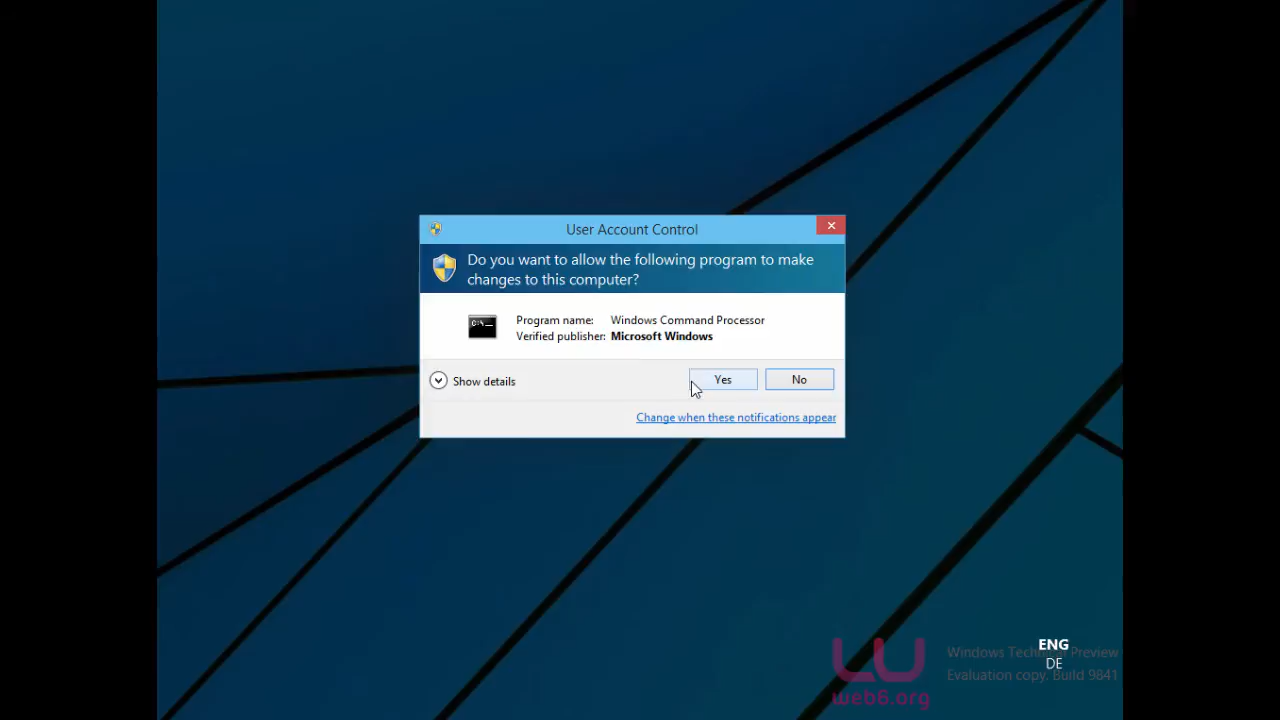 User Account Control
Do you want to allow the following program to make
changes to this computer?
C:\_
Program name: Windows Command Processor
Verified publisher: Microsoft Windows
Show details
Yes
No
Change when these notifications appear
ENG
DE
Windows Technical Preview
Evaluation copy. Build 9841
web6.org